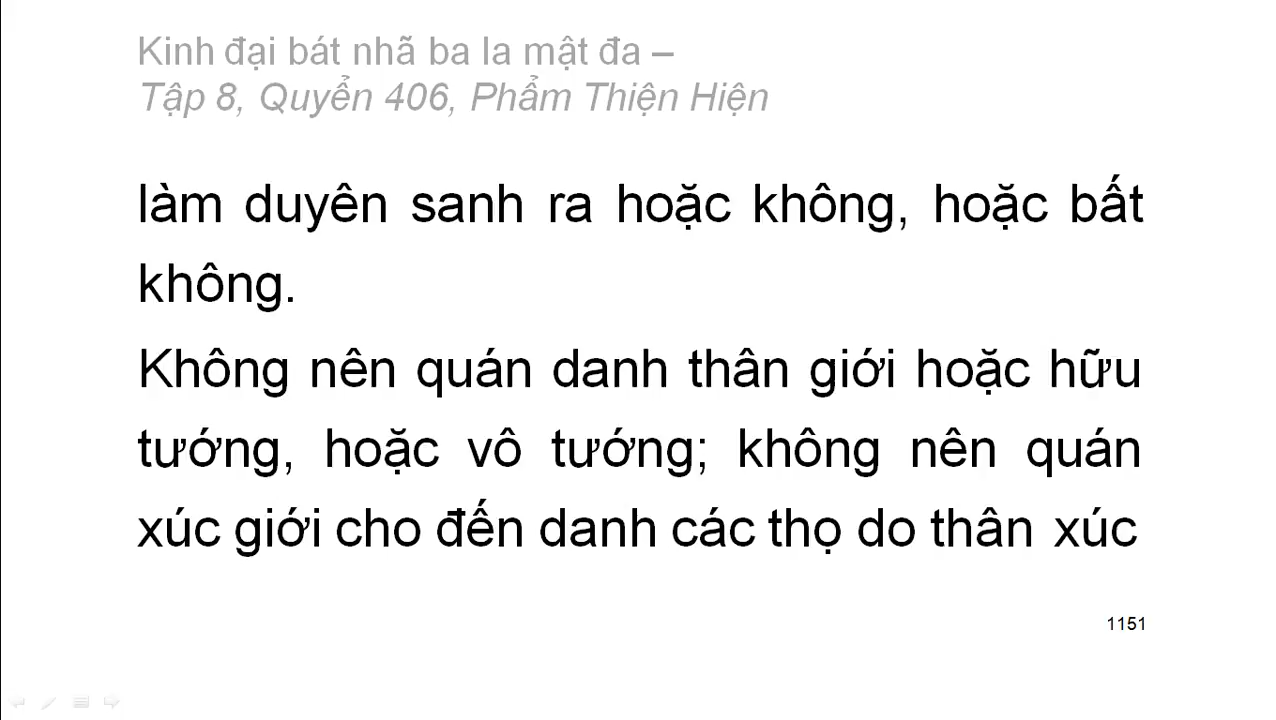 Kinh đại bát nhã ba la mật đa –
Tập 8, Quyển 406, Phẩm Thiện Hiện
làm duyên sanh ra hoặc không, hoặc bất
không.
Không nên quán danh thân giới hoặc hữu
tướng, hoặc vô tướng; không nên quán
xúc giới cho đến danh các thọ do thân xúc
1151